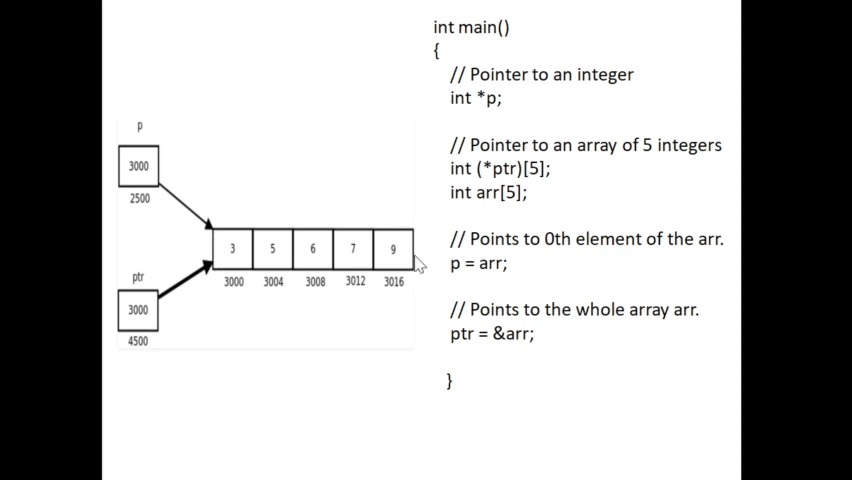 int main()
{
// Pointer to an integer
int *p;
// Pointer to an array of 5 integers
int (*ptr)[5];
int arr[5];
// Points to 0th element of the arr.
p = arr;
// Points to the whole array arr.
ptr = &arr;
}
p
3000
2500
3 5 6 7 9
3000 3004 3008 3012 3016
ptr
3000
4500